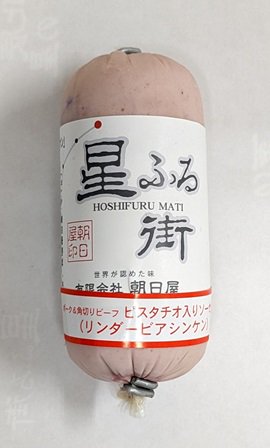 星ふる
HOSHIFURU MATI
街
朝日
屋印
世界が認めた味
有限会社 朝日屋
ポーク&角切りビーフ ピスタチオ入りソーセ
(リンダービアシンケン)